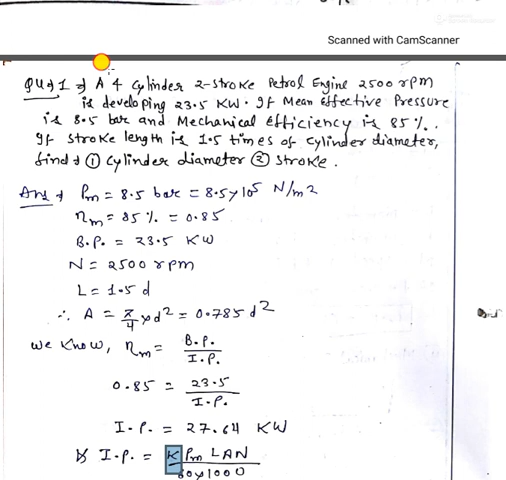 Scanned with CamScanner
Qu-1 → A 4 cylinder 2-stroke Petrol Engine 2500 rpm
is developing 23.5 KW. If Mean Effective Pressure
is 8.5 bar and Mechanical Efficiency is 85%.
If stroke length is 1.5 times of cylinder diameter,
find → ① cylinder diameter ② stroke.
Ans → Pm = 8.5 bar = 8.5 × 10⁵ N/m2
ηm = 85 % = 0.85
B.P. = 23.5 KW
N = 2500 rpm
L = 1.5 d
∴ A = π/4 × d² = 0.785 d²
We Know, ηm = B.P. / I.P.
0.85 = 23.5 / I.P.
I.P. = 27.64 KW
I.P. = K Pm LAN / 60×1000